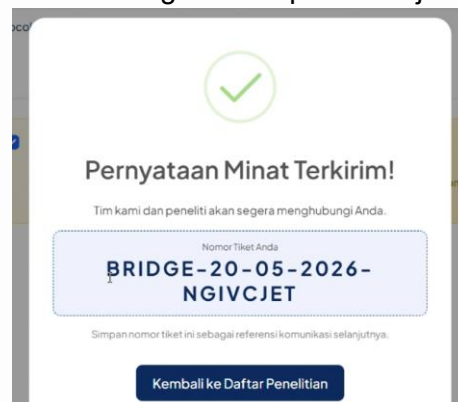 Pernyataan Minat Terkirim!
Tim kami dan peneliti akan segera menghubungi Anda.
Nomor Tiket Anda
BRIDGE-20-05-2026-
NGIVCJET
Simpan nomor tiket ini sebagai referensi komunikasi selanjutnya.
Kembali ke Daftar Penelitian